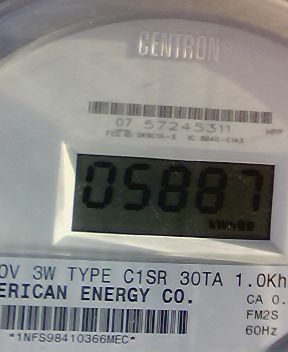 CENTRON®
07 57245311
05887
kWh
0V 3W TYPE C1SR 30TA 1.0Kh
ERICAN ENERGY CO.
CA 0.
FM2S
60Hz
*1NFS98410366MEC*